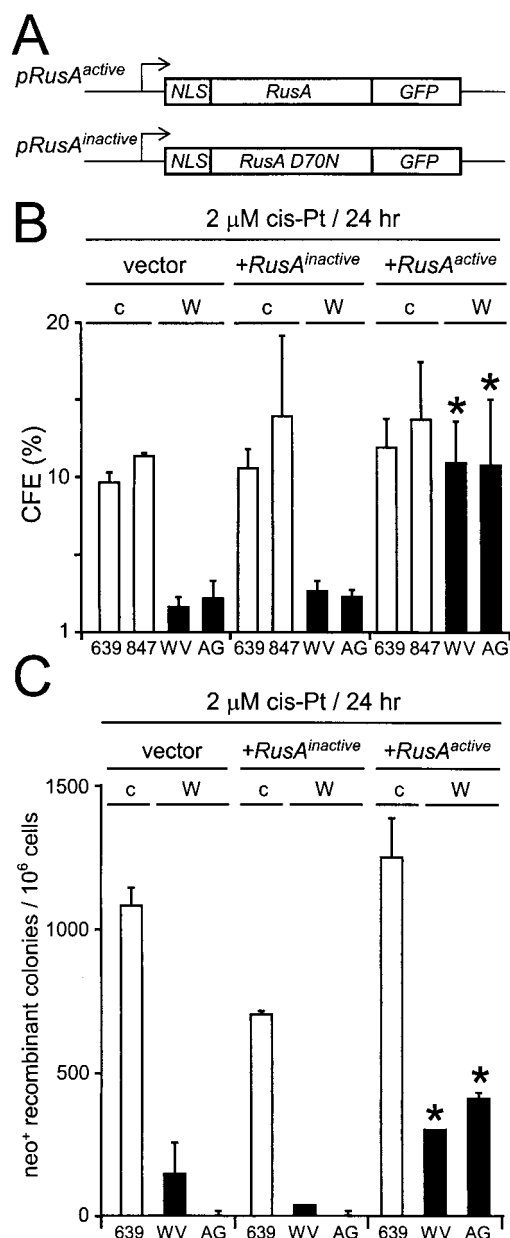 A
pRusA^active NLS RusA GFP
pRusA^inactive NLS RusA D70N GFP
B
2 µM cis-Pt / 24 hr
vector +RusA^inactive +RusA^active
c W c W c W
CFE (%)
20
10
1
* *
639 847 WV AG 639 847 WV AG 639 847 WV AG
C
2 µM cis-Pt / 24 hr
vector +RusA^inactive +RusA^active
c W c W c W
neo⁺ recombinant colonies / 10⁶ cells
1500
1000
500
0
* *
639 WV AG 639 WV AG 639 WV AG